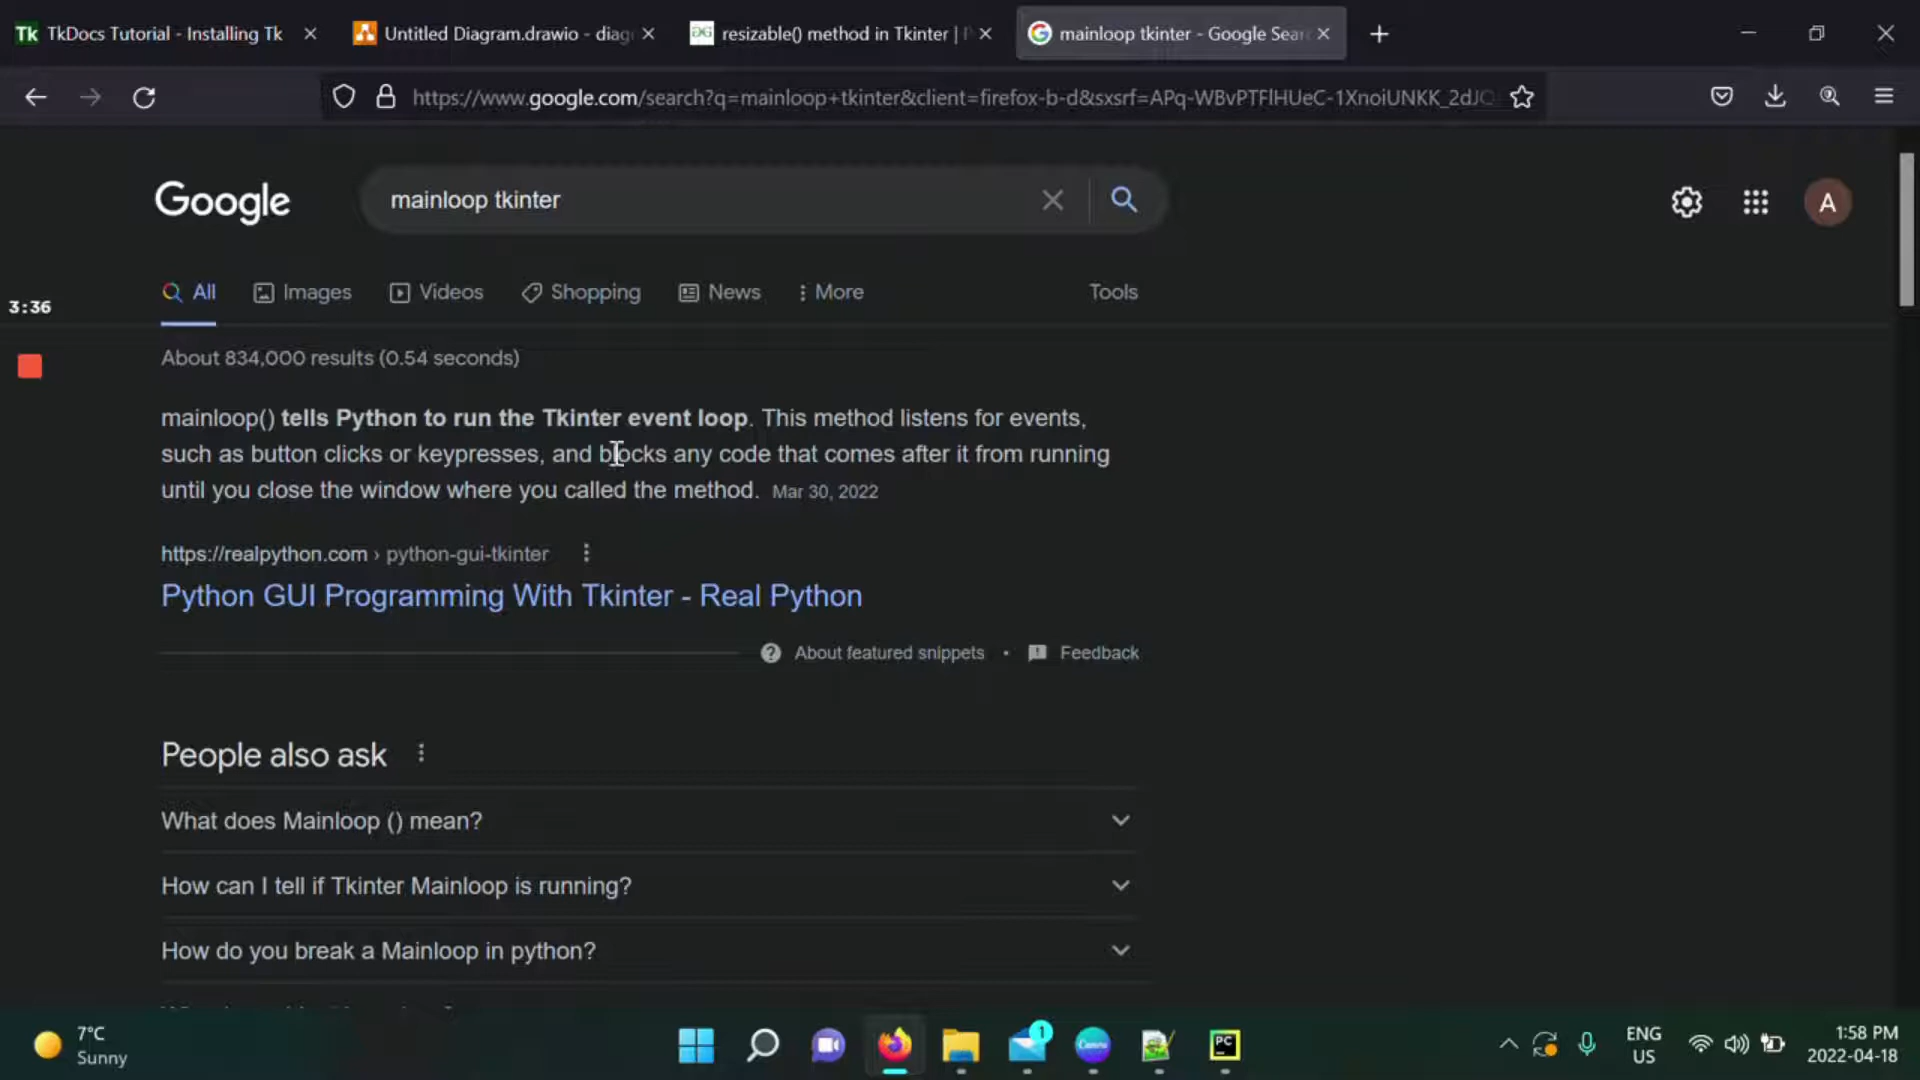 TkDocs Tutorial - Installing Tk
Untitled Diagram.drawio - diag
resizable() method in Tkinter |
mainloop tkinter - Google Sear
https://www.google.com/search?q=mainloop+tkinter&client=firefox-b-d&sxsrf=APq-WBvPTFlHUeC-1XnoiUNKK_2dJQ
Google
mainloop tkinter
A
All
Images
Videos
Shopping
News
More
Tools
3:36
About 834,000 results (0.54 seconds)
mainloop() tells Python to run the Tkinter event loop. This method listens for events,
such as button clicks or keypresses, and blocks any code that comes after it from running
until you close the window where you called the method. Mar 30, 2022
https://realpython.com › python-gui-tkinter
Python GUI Programming With Tkinter - Real Python
About featured snippets • Feedback
People also ask
What does Mainloop () mean?
How can I tell if Tkinter Mainloop is running?
How do you break a Mainloop in python?
7°C
Sunny
1
Canva
PC
ENG
US
1:58 PM
2022-04-18